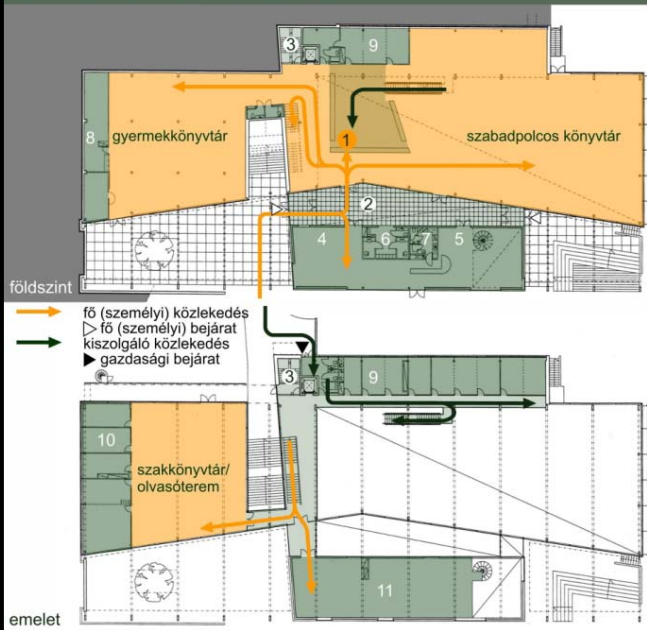 3
9
8
gyermekkönyvtár
szabadpolcos könyvtár
1
2
4
6
7
5
földszint
fő (személyi) közlekedés
fő (személyi) bejárat
kiszolgáló közlekedés
gazdasági bejárat
3
9
10
szakkönyvtár/
olvasóterem
11
emelet